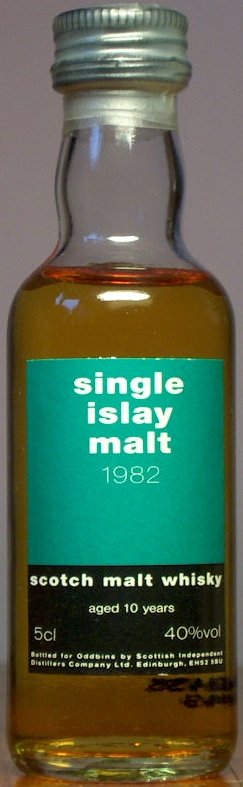 single
islay
malt
1982
scotch malt whisky
aged 10 years
5cl 40%vol
Bottled for Oddbins by Scottish Independent
Distillers Company Ltd. Edinburgh, EH52 5BU